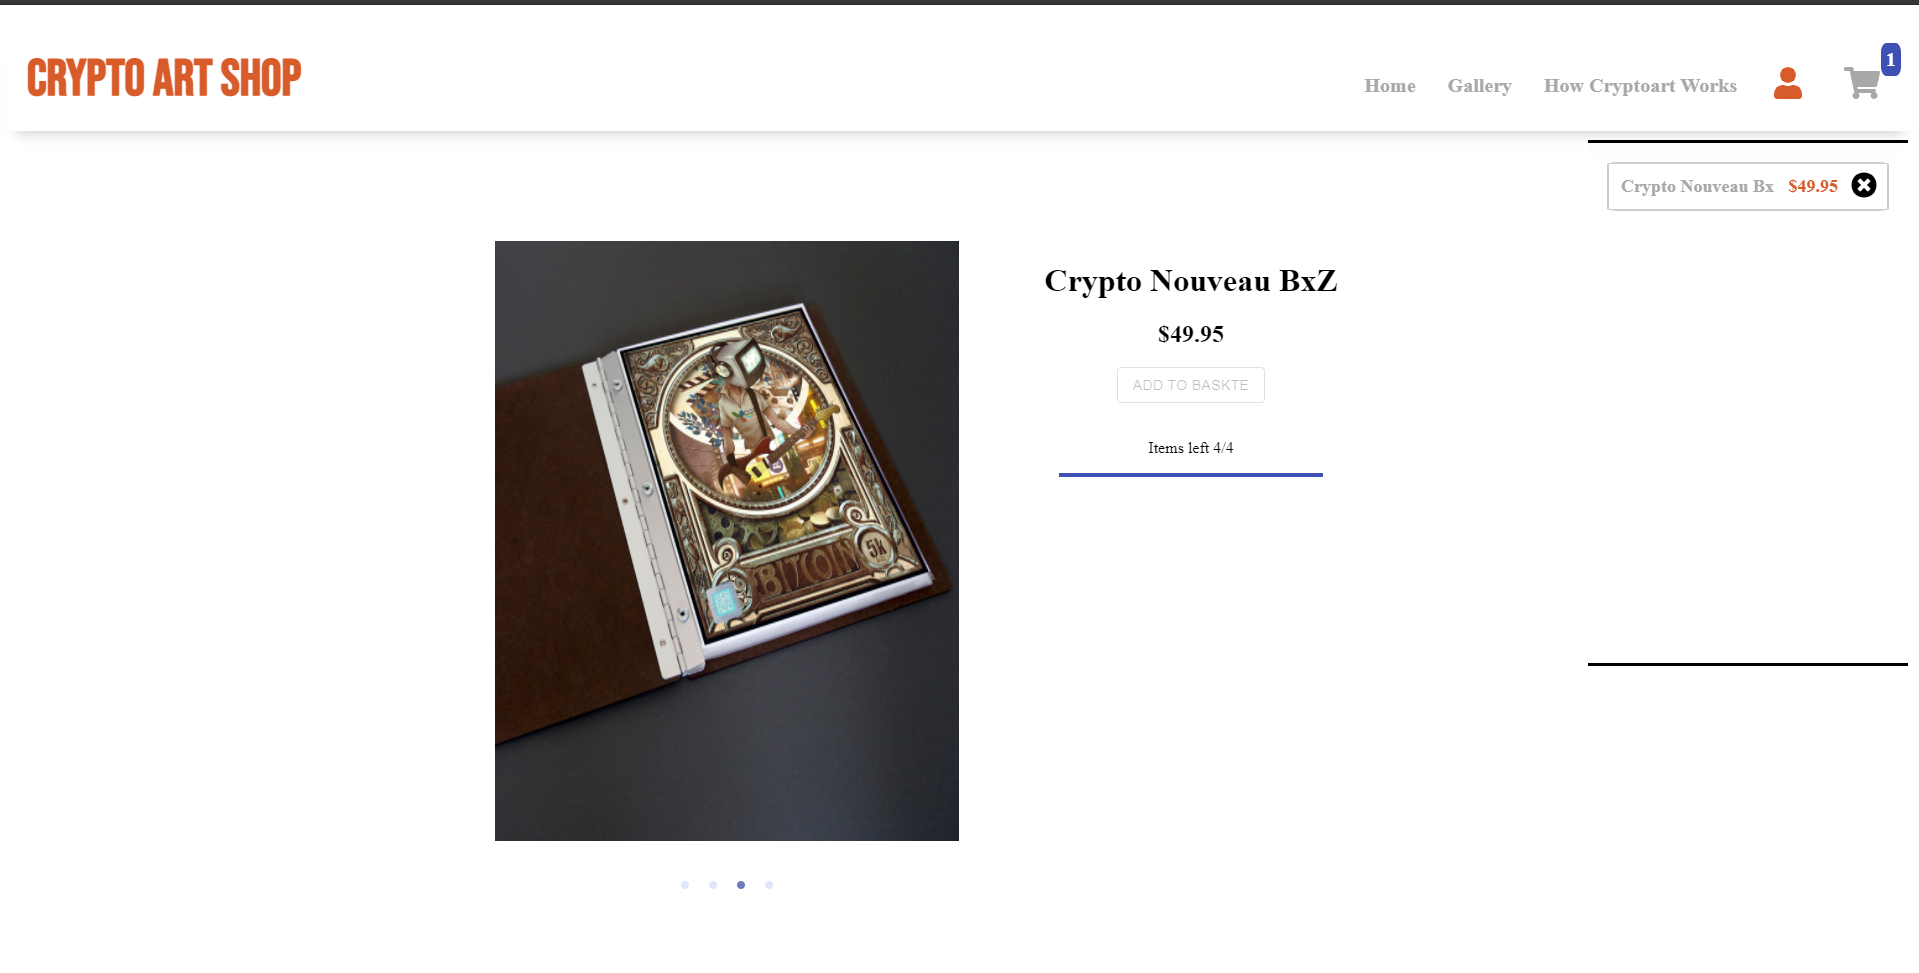 CRYPTO ART SHOP
Home Gallery How Cryptoart Works
1
Crypto Nouveau Bx $49.95
Crypto Nouveau BxZ
$49.95
ADD TO BASKTE
Items left 4/4
5k
BITCOIN